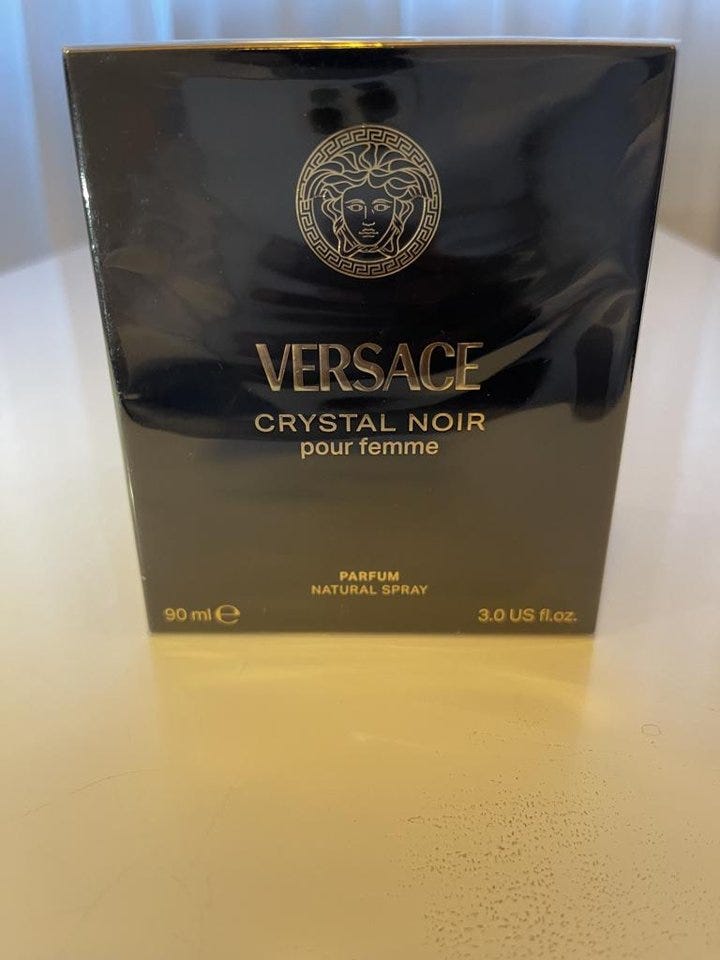 VERSACE
CRYSTAL NOIR
pour femme
PARFUM
NATURAL SPRAY
90 ml ℮ 3.0 US fl.oz.